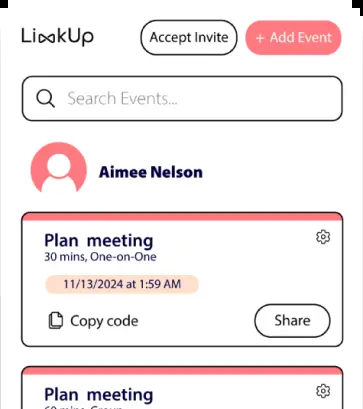 LinkUp
Accept Invite
+ Add Event
Search Events...
Aimee Nelson
Plan meeting
30 mins, One-on-One
11/13/2024 at 1:59 AM
Copy code
Share
Plan meeting
60 mins, Group